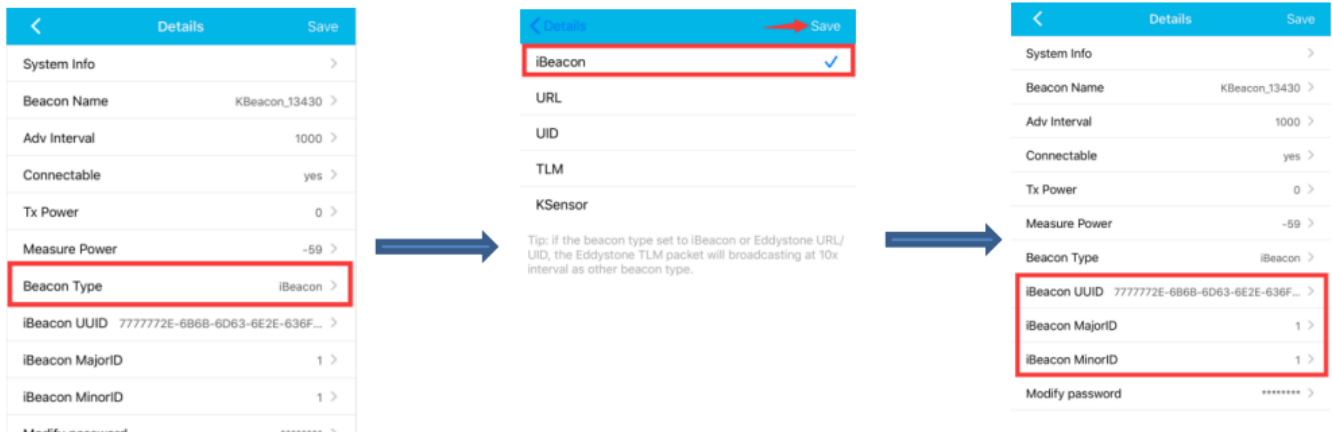 Details Save
System Info
Beacon Name KBeacon_13430
Adv Interval 1000
Connectable yes
Tx Power 0
Measure Power -59
Beacon Type iBeacon
iBeacon UUID 7777772E-6B6B-6D63-6E2E-636F...
iBeacon MajorID 1
iBeacon MinorID 1
Modify password ********
Details Save
iBeacon
URL
UID
TLM
KSensor
Tip: if the beacon type set to iBeacon or Eddystone URL/
UID, the Eddystone TLM packet will broadcasting at 10x
interval as other beacon type.
Details Save
System Info
Beacon Name KBeacon_13430
Adv Interval 1000
Connectable yes
Tx Power 0
Measure Power -59
Beacon Type iBeacon
iBeacon UUID 7777772E-6B6B-6D63-6E2E-636F...
iBeacon MajorID 1
iBeacon MinorID 1
Modify password ********